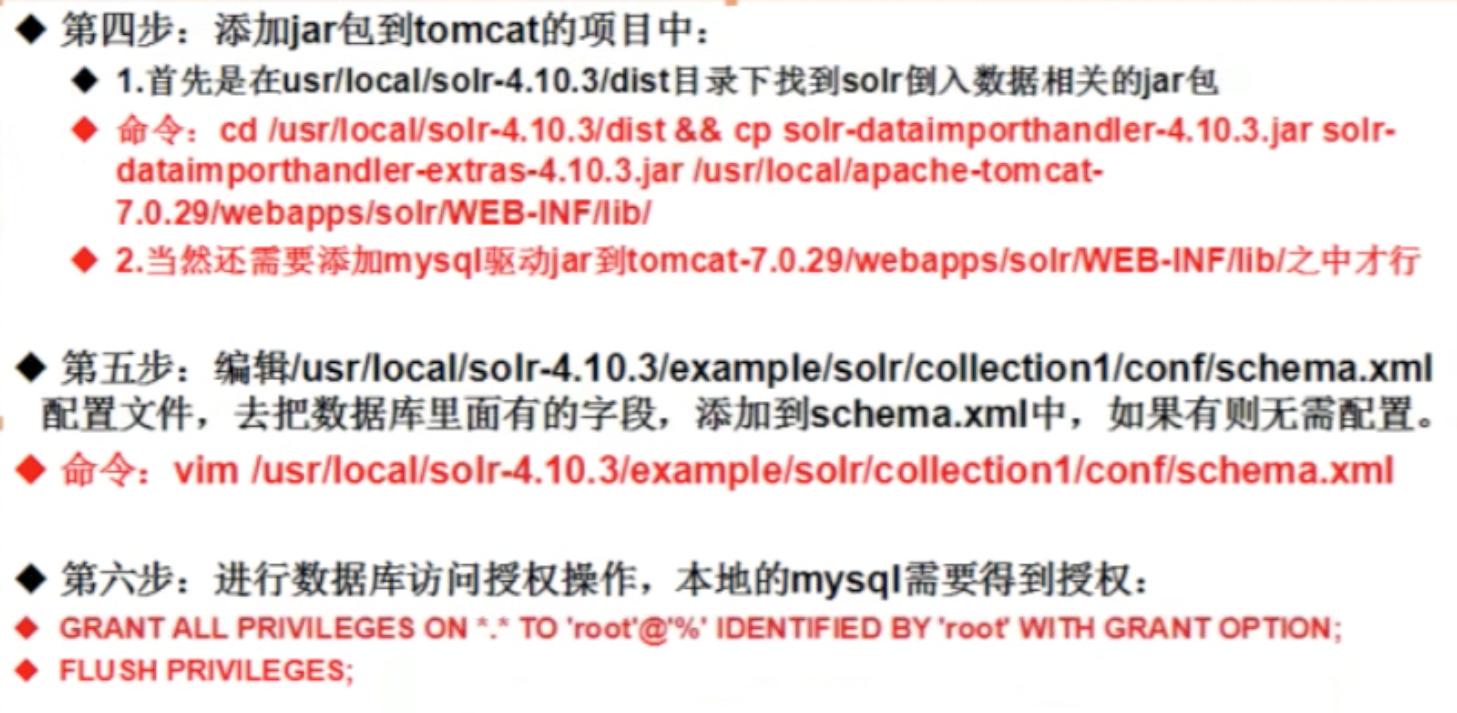 ◆ 第四步：添加jar包到tomcat的项目中：
◆ 1.首先是在usr/local/solr-4.10.3/dist目录下找到solr倒入数据相关的jar包
◆ 命令：cd /usr/local/solr-4.10.3/dist && cp solr-dataimporthandler-4.10.3.jar solr-
dataimporthandler-extras-4.10.3.jar /usr/local/apache-tomcat-
7.0.29/webapps/solr/WEB-INF/lib/
◆ 2.当然还需要添加mysql驱动jar到tomcat-7.0.29/webapps/solr/WEB-INF/lib/之中才行
◆ 第五步：编辑/usr/local/solr-4.10.3/example/solr/collection1/conf/schema.xml
配置文件，去把数据库里面有的字段，添加到schema.xml中，如果有则无需配置。
◆ 命令：vim /usr/local/solr-4.10.3/example/solr/collection1/conf/schema.xml
◆ 第六步：进行数据库访问授权操作，本地的mysql需要得到授权：
◆ GRANT ALL PRIVILEGES ON *.* TO 'root'@'%' IDENTIFIED BY 'root' WITH GRANT OPTION;
◆ FLUSH PRIVILEGES;